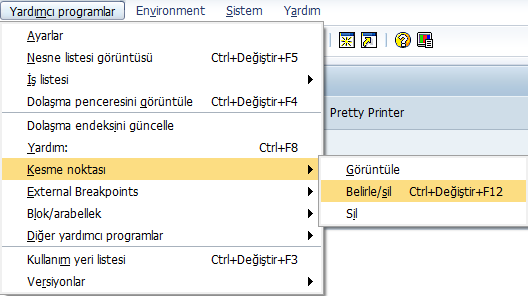 Yardımcı programlar Environment Sistem Yardım
Ayarlar
Nesne listesi görüntüsü Ctrl+Değiştir+F5
İş listesi
Dolaşma penceresini görüntüle Ctrl+Değiştir+F4
Dolaşma endeksini güncelle
Yardım: Ctrl+F8
Kesme noktası
External Breakpoints
Blok/arabellek
Diğer yardımcı programlar
Kullanım yeri listesi Ctrl+Değiştir+F3
Versiyonlar
Pretty Printer
Görüntüle
Belirle/sil Ctrl+Değiştir+F12
Sil